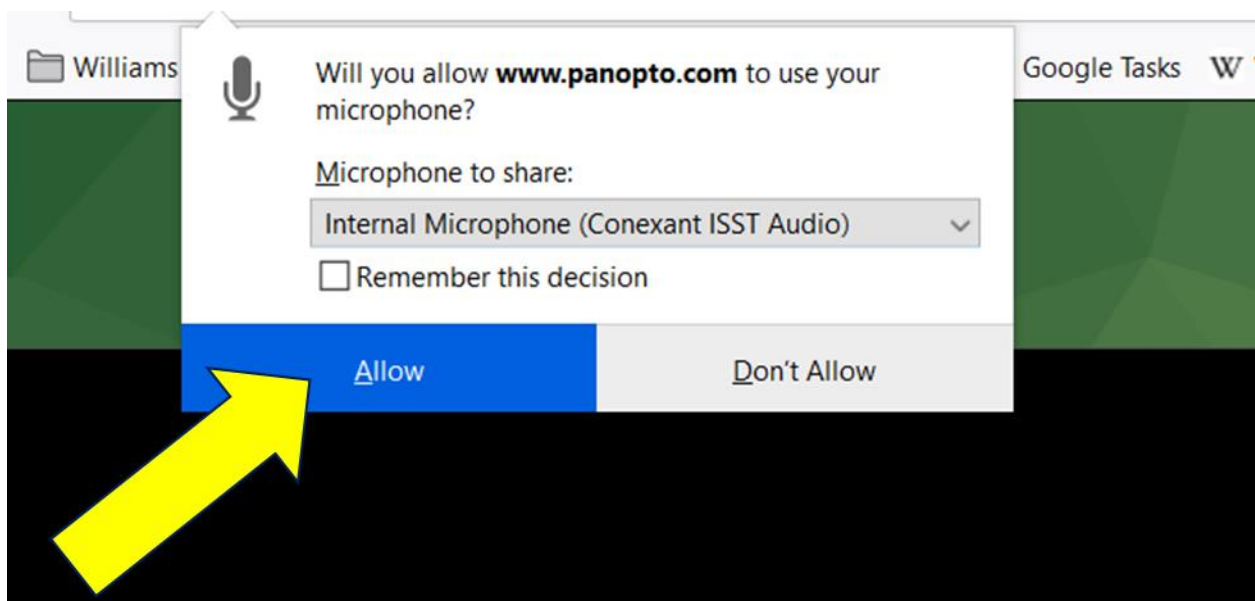 Williams
Google Tasks W
Will you allow www.panopto.com to use your
microphone?
Microphone to share:
Internal Microphone (Conexant ISST Audio)
Remember this decision
Allow
Don't Allow